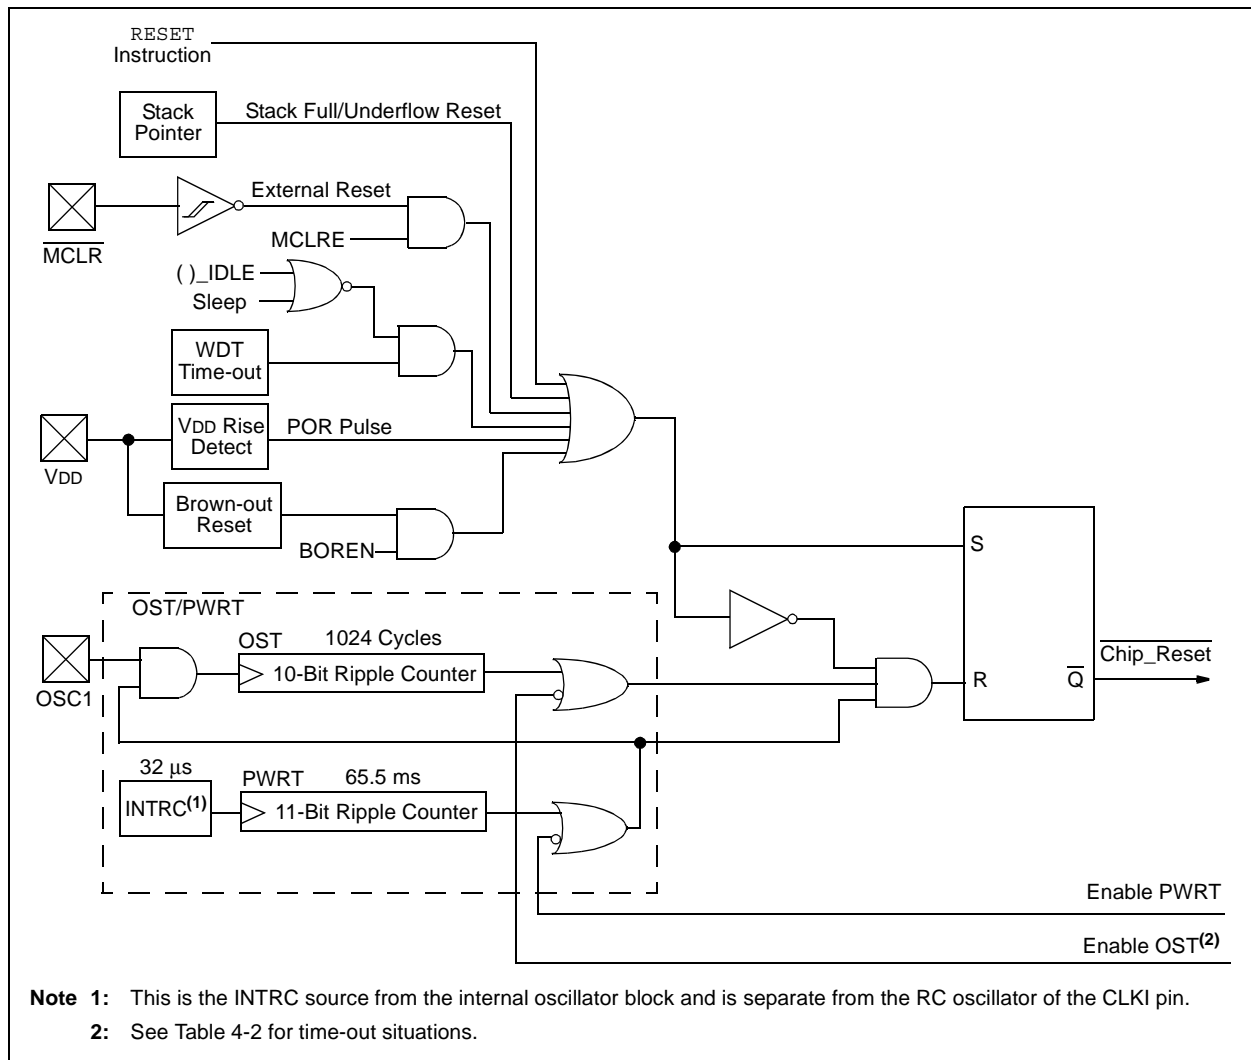 RESET
Instruction
Stack
Pointer
Stack Full/Underflow Reset
External Reset
MCLR
MCLRE
( )_IDLE
Sleep
WDT
Time-out
VDD Rise
Detect
POR Pulse
VDD
Brown-out
Reset
BOREN
S
OST/PWRT
OST
1024 Cycles
10-Bit Ripple Counter
OSC1
R
Q
Chip_Reset
32 μs
INTRC(1)
PWRT
65.5 ms
11-Bit Ripple Counter
Enable PWRT
Enable OST(2)
Note 1: This is the INTRC source from the internal oscillator block and is separate from the RC oscillator of the CLKI pin.
2: See Table 4-2 for time-out situations.